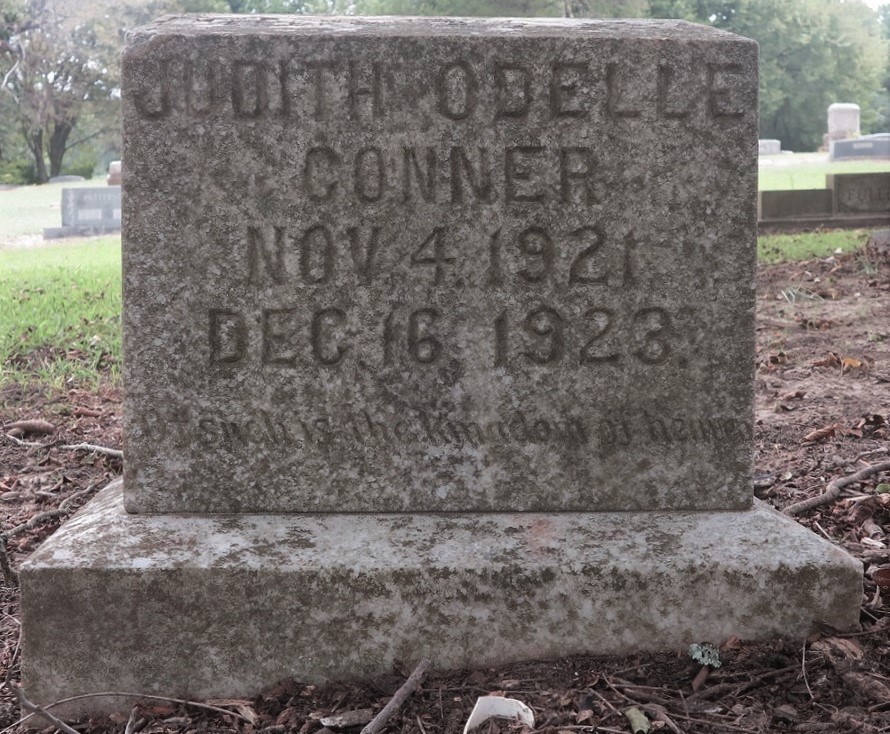 JUDITH ODELLE
CONNER
NOV. 4. 1921
DEC. 16. 1923.
Of such is the Kingdom of heaven